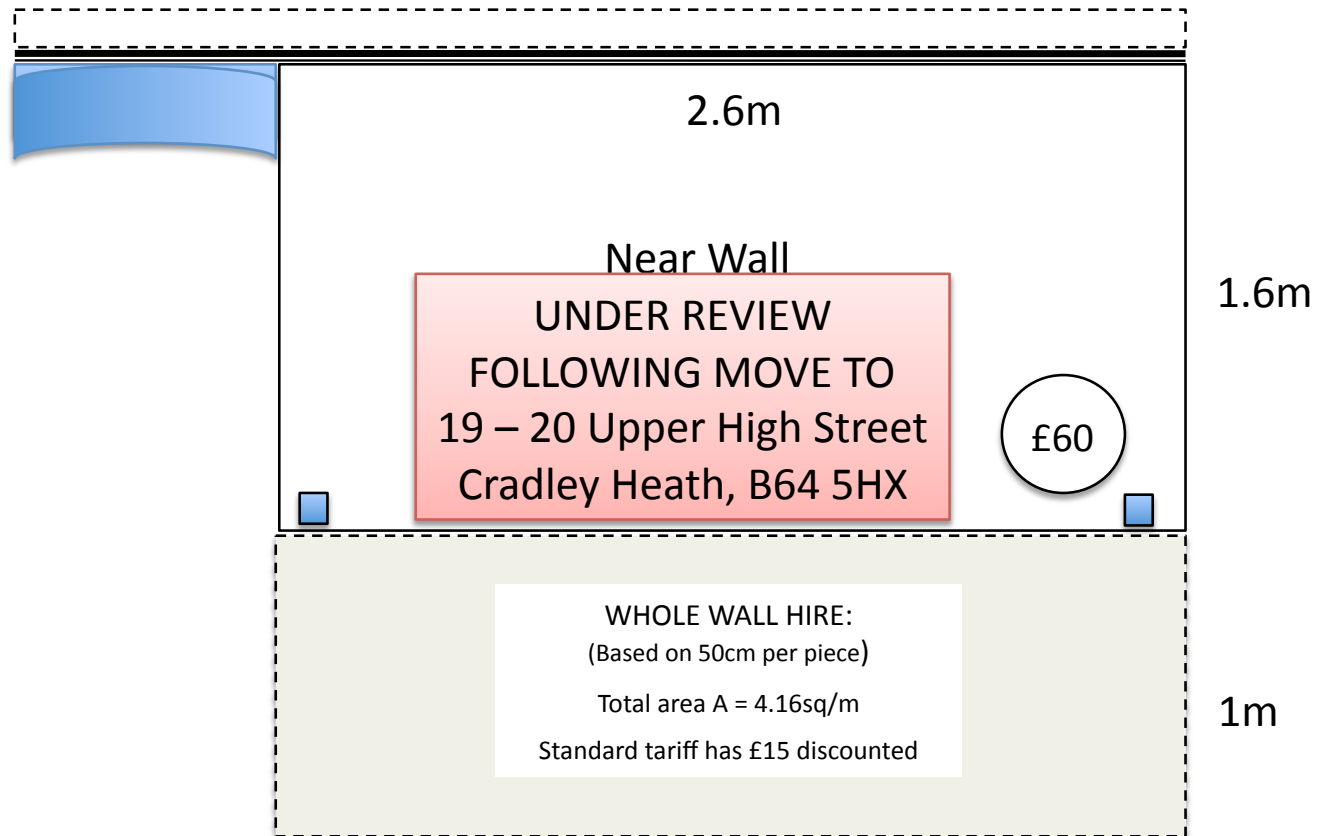 2.6m
Near Wall
1.6m
UNDER REVIEW
FOLLOWING MOVE TO
19 – 20 Upper High Street
Cradley Heath, B64 5HX
£60
WHOLE WALL HIRE:
(Based on 50cm per piece)
Total area A = 4.16sq/m
Standard tariff has £15 discounted
1m